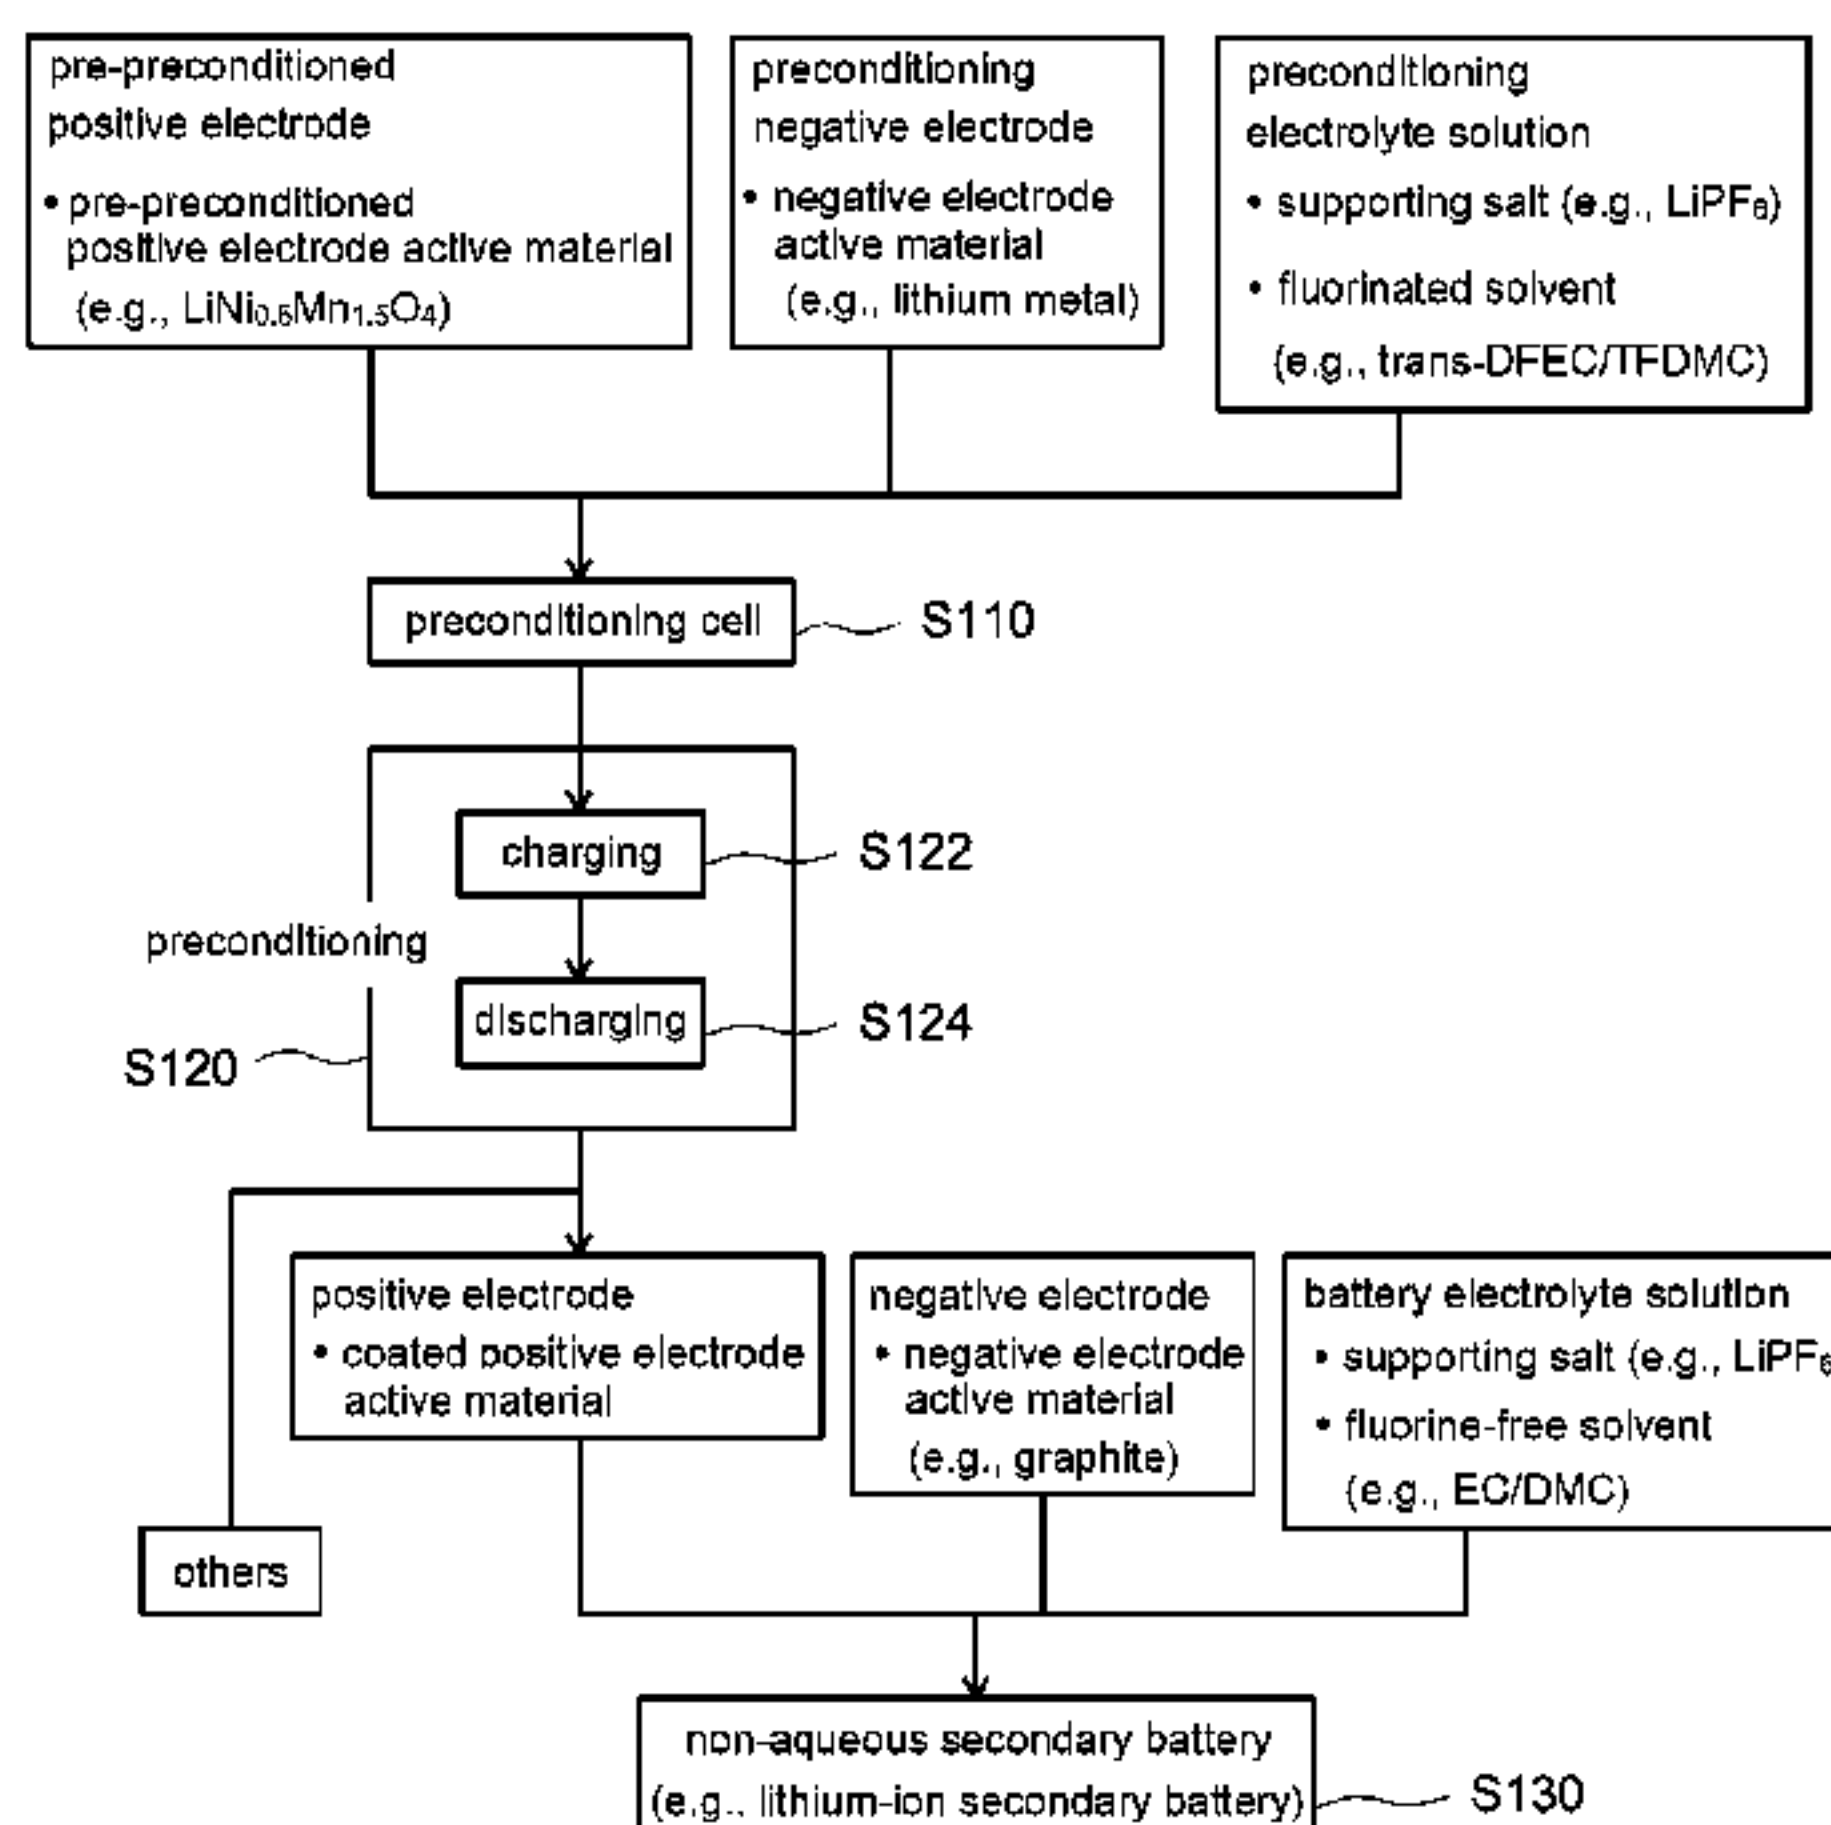 pre-preconditioned
positive electrode
• pre-preconditioned
positive electrode active material
(e.g., LiNi₀.₅Mn₁.₅O₄)
preconditioning
negative electrode
• negative electrode
active material
(e.g., lithium metal)
preconditioning
electrolyte solution
• supporting salt (e.g., LiPF₆)
• fluorinated solvent
(e.g., trans-DFEC/TFDMC)
preconditioning cell
S110
charging
S122
preconditioning
discharging
S124
S120
positive electrode
• coated positive electrode
active material
negative electrode
• negative electrode
active material
(e.g., graphite)
battery electrolyte solution
• supporting salt (e.g., LiPF₆
• fluorine-free solvent
(e.g., EC/DMC)
others
non-aqueous secondary battery
(e.g., lithium-ion secondary battery)
S130